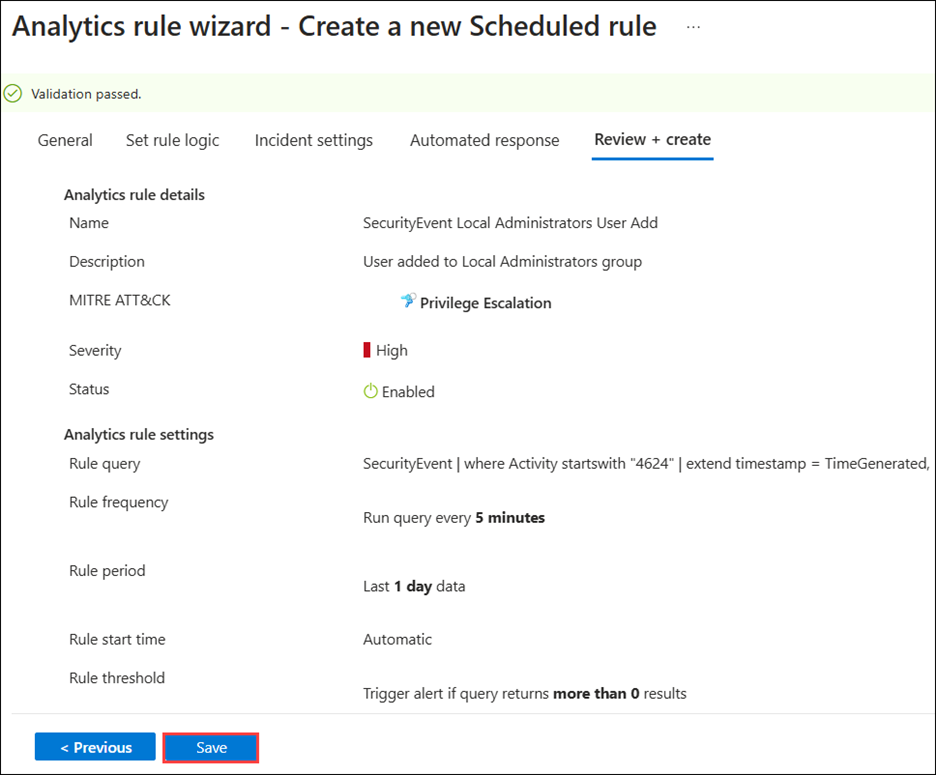 Analytics rule wizard - Create a new Scheduled rule ...
Validation passed.
General Set rule logic Incident settings Automated response Review + create
Analytics rule details
Name SecurityEvent Local Administrators User Add
Description User added to Local Administrators group
MITRE ATT&CK Privilege Escalation
Severity High
Status Enabled
Analytics rule settings
Rule query SecurityEvent | where Activity startswith "4624" | extend timestamp = TimeGenerated,
Rule frequency
Run query every 5 minutes
Rule period
Last 1 day data
Rule start time Automatic
Rule threshold
Trigger alert if query returns more than 0 results
< Previous Save